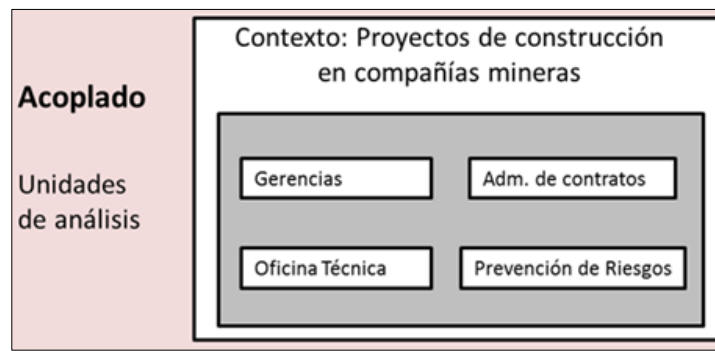 Contexto: Proyectos de construcción
en compañías mineras
Acoplado
Unidades
de análisis
Gerencias
Adm. de contratos
Oficina Técnica
Prevención de Riesgos